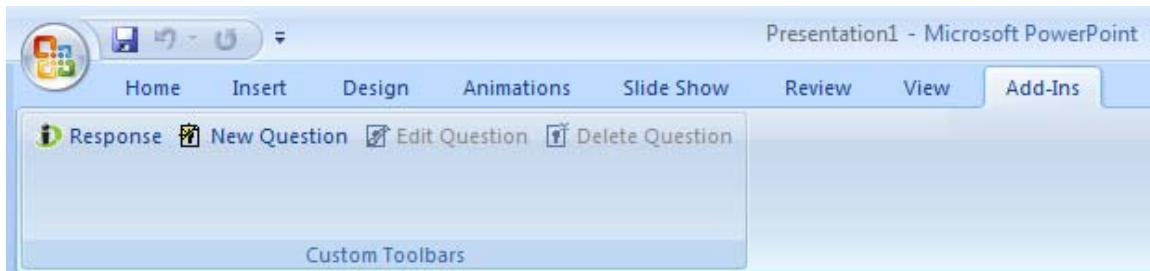 Presentation1 - Microsoft PowerPoint
Home Insert Design Animations Slide Show Review View Add-Ins
Response New Question Edit Question Delete Question
Custom Toolbars